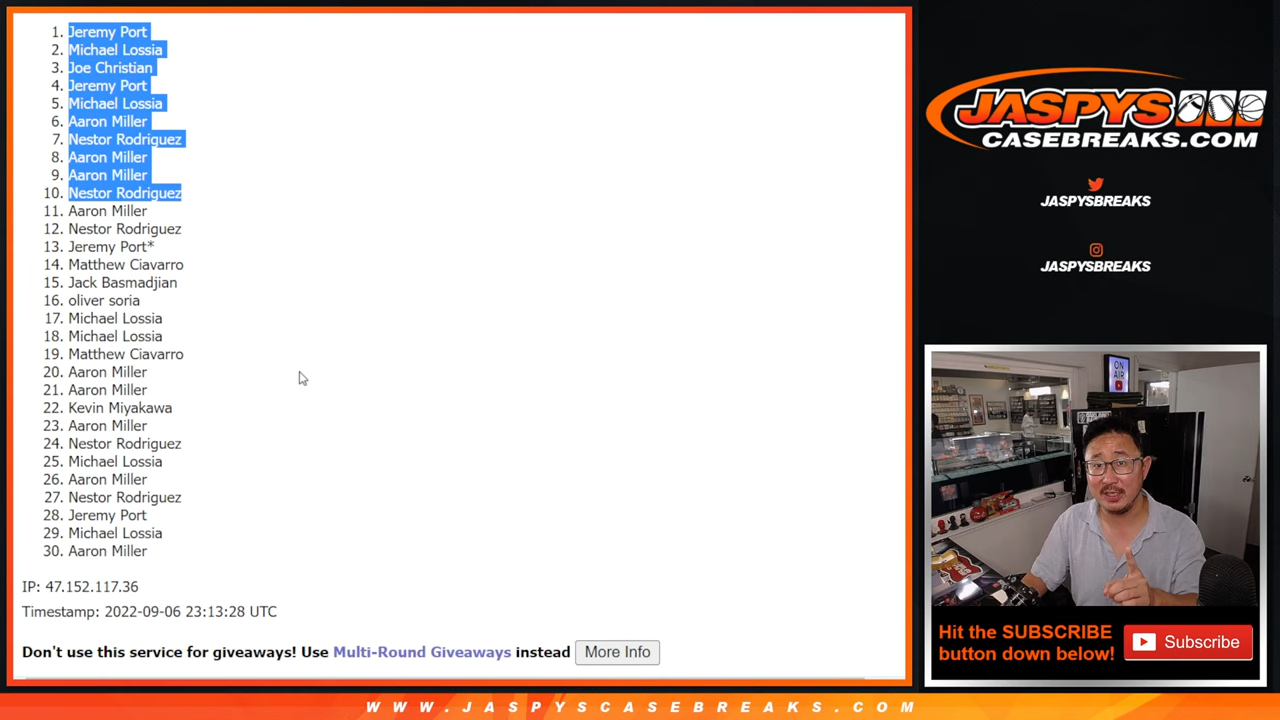 1. Jeremy Port
2. Michael Lossia
3. Joe Christian
4. Jeremy Port
5. Michael Lossia
6. Aaron Miller
7. Nestor Rodriguez
8. Aaron Miller
9. Aaron Miller
10. Nestor Rodriguez
11. Aaron Miller
12. Nestor Rodriguez
13. Jeremy Port*
14. Matthew Ciavarro
15. Jack Basmadjian
16. oliver soria
17. Michael Lossia
18. Michael Lossia
19. Matthew Ciavarro
20. Aaron Miller
21. Aaron Miller
22. Kevin Miyakawa
23. Aaron Miller
24. Nestor Rodriguez
25. Michael Lossia
26. Aaron Miller
27. Nestor Rodriguez
28. Jeremy Port
29. Michael Lossia
30. Aaron Miller
IP: 47.152.117.36
Timestamp: 2022-09-06 23:13:28 UTC
Don't use this service for giveaways! Use Multi-Round Giveaways instead More Info
JASPYS
CASEBREAKS.COM
JASPYSBREAKS
JASPYSBREAKS
ON
AIR
Hit the SUBSCRIBE
button down below!
Subscribe
WWW.JASPYSCASEBREAKS.COM